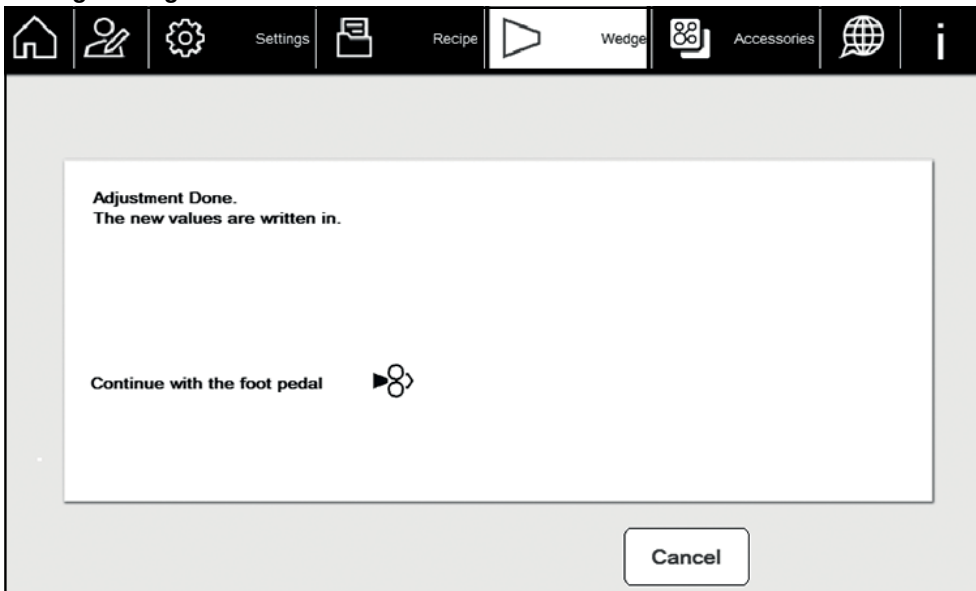 Settings
Recipe
Wedge
Accessories
i
Adjustment Done.
The new values are written in.
Continue with the foot pedal
Cancel